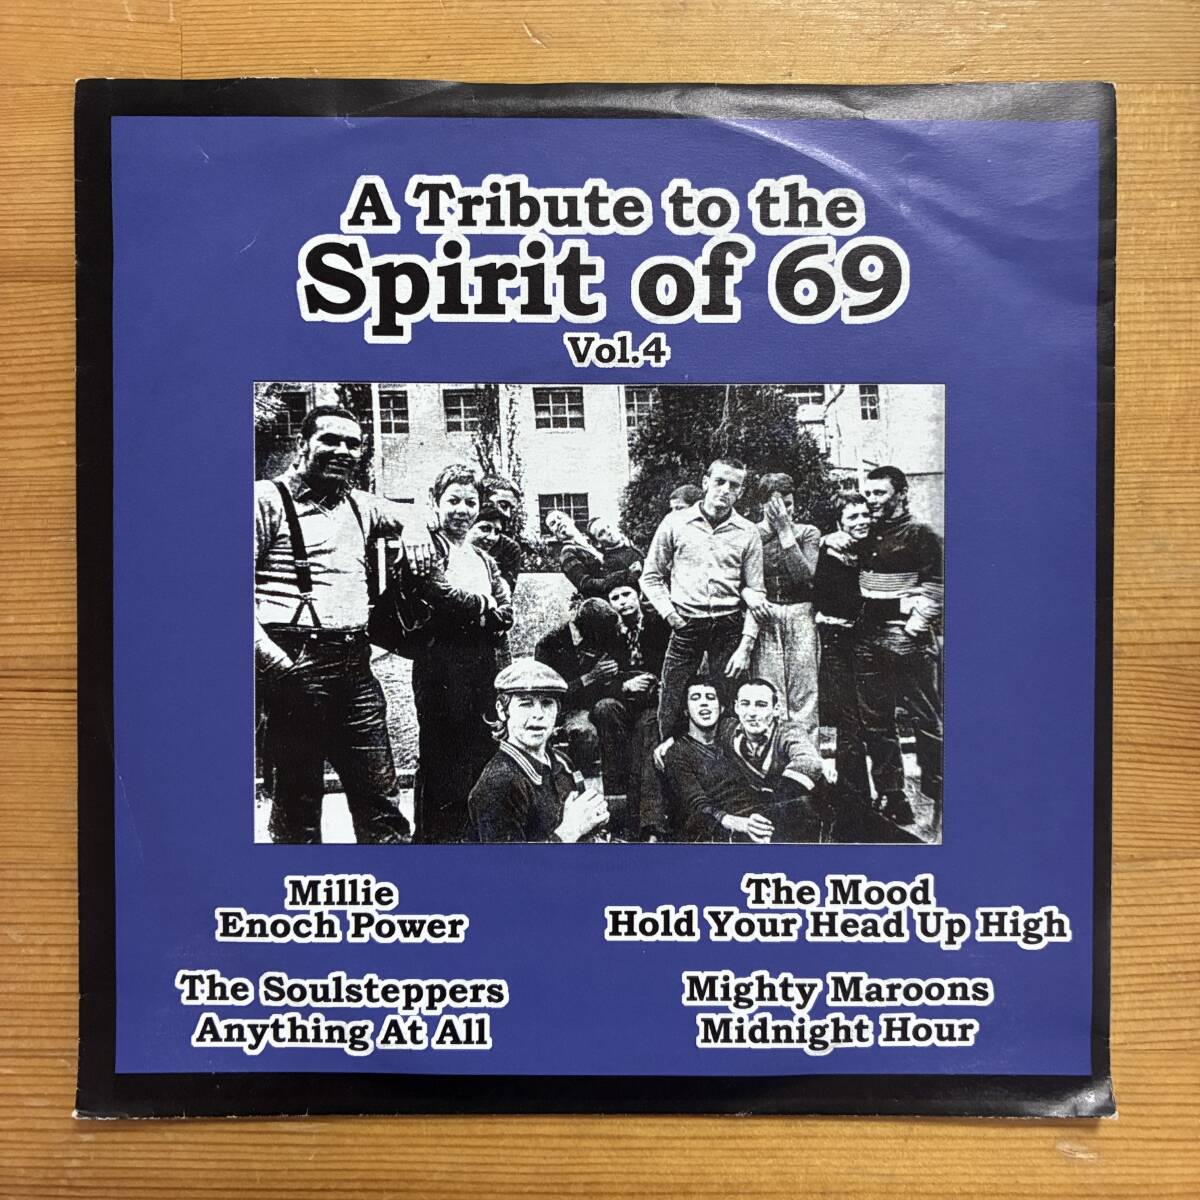 A Tribute to the
Spirit of 69
Vol.4
Millie
Enoch Power
The Mood
Hold Your Head Up High
The Soulsteppers
Anything At All
Mighty Maroons
Midnight Hour